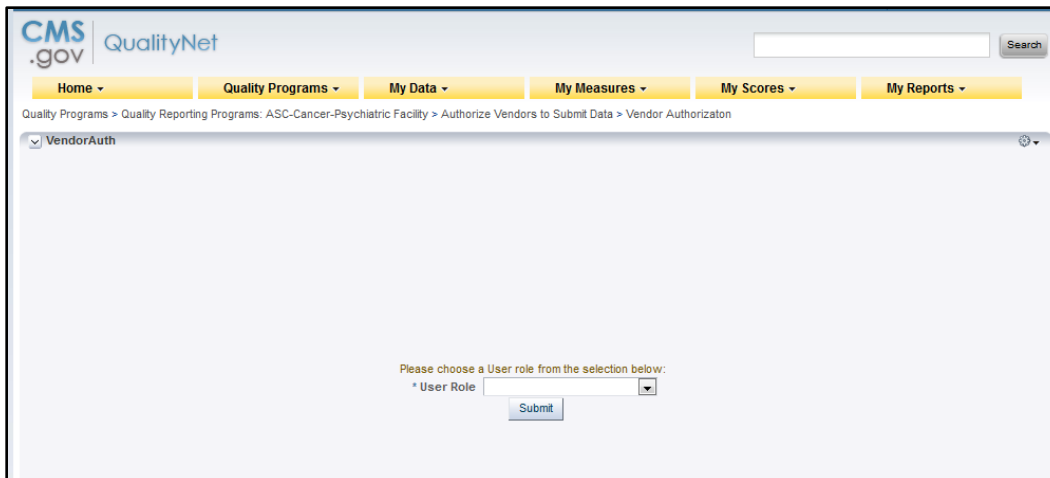 CMS
.gov
QualityNet
Search
Home
Quality Programs
My Data
My Measures
My Scores
My Reports
Quality Programs > Quality Reporting Programs: ASC-Cancer-Psychiatric Facility > Authorize Vendors to Submit Data > Vendor Authorizaton
VendorAuth
Please choose a User role from the selection below:
* User Role
Submit